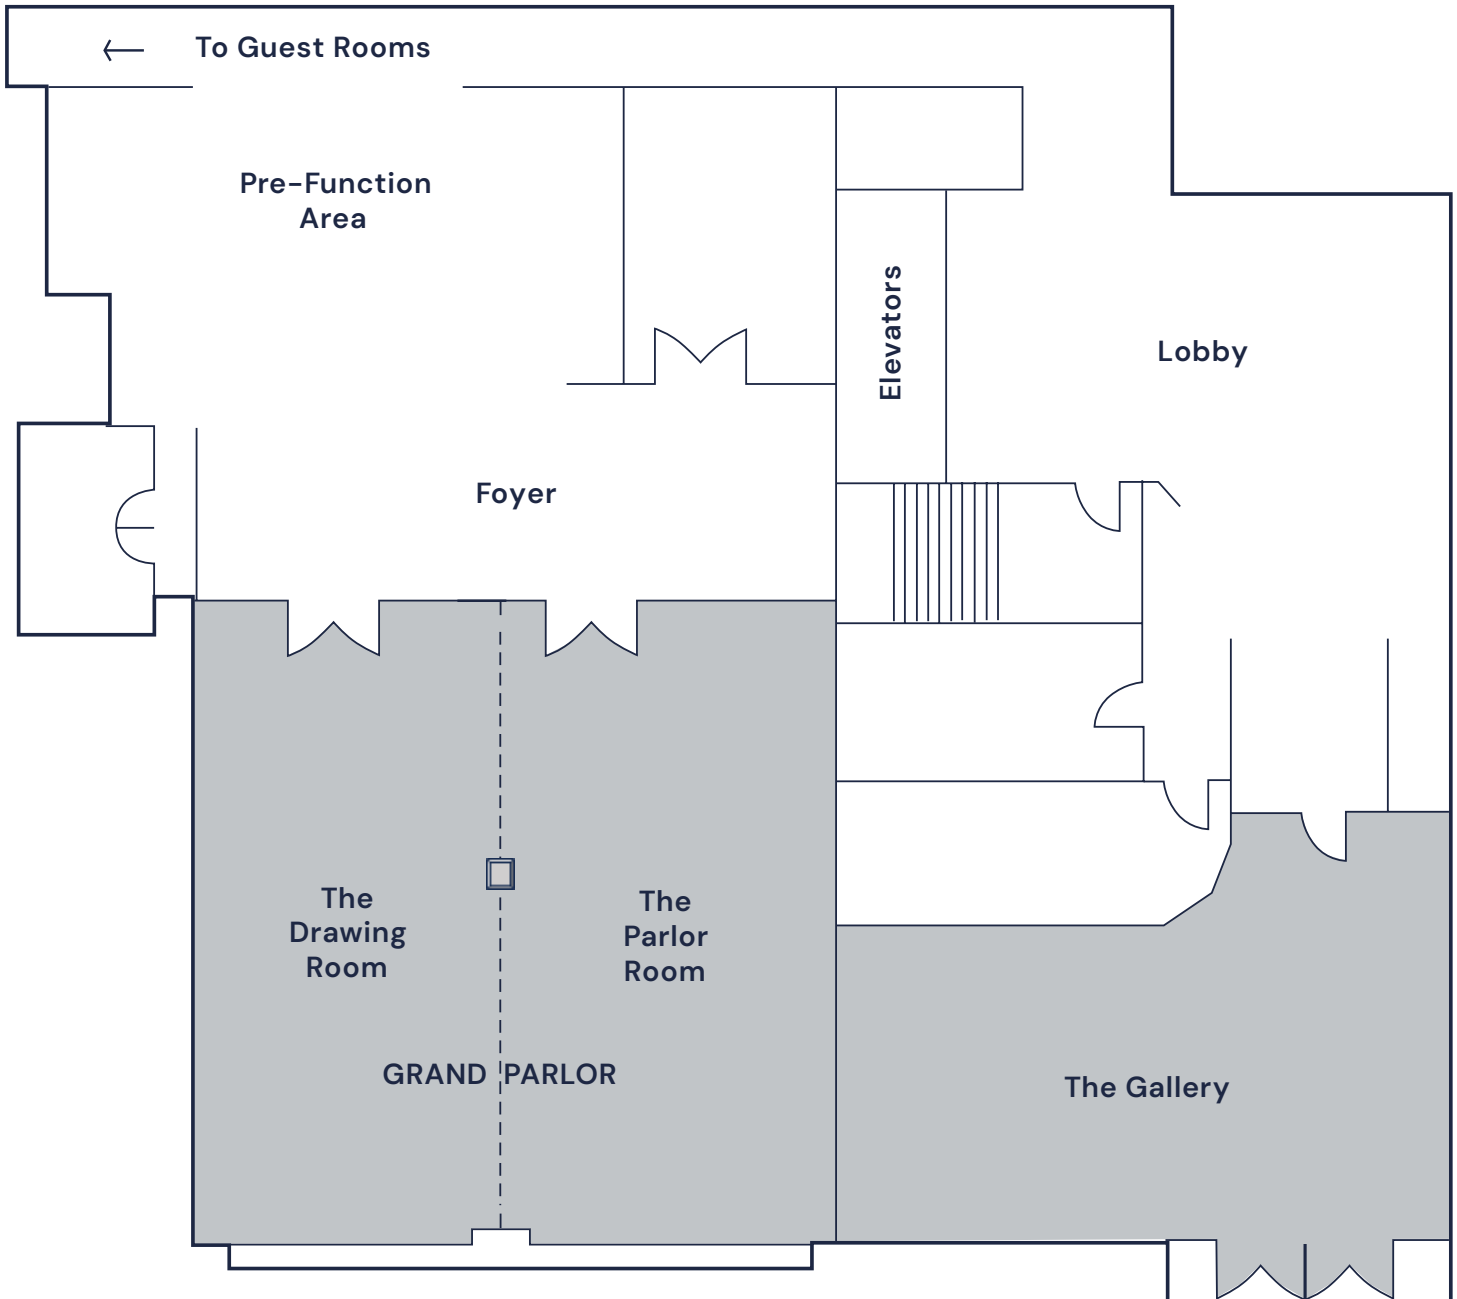 To Guest Rooms
Pre-Function
Area
Elevators
Lobby
Foyer
The
Drawing
Room
The
Parlor
Room
GRAND PARLOR
The Gallery